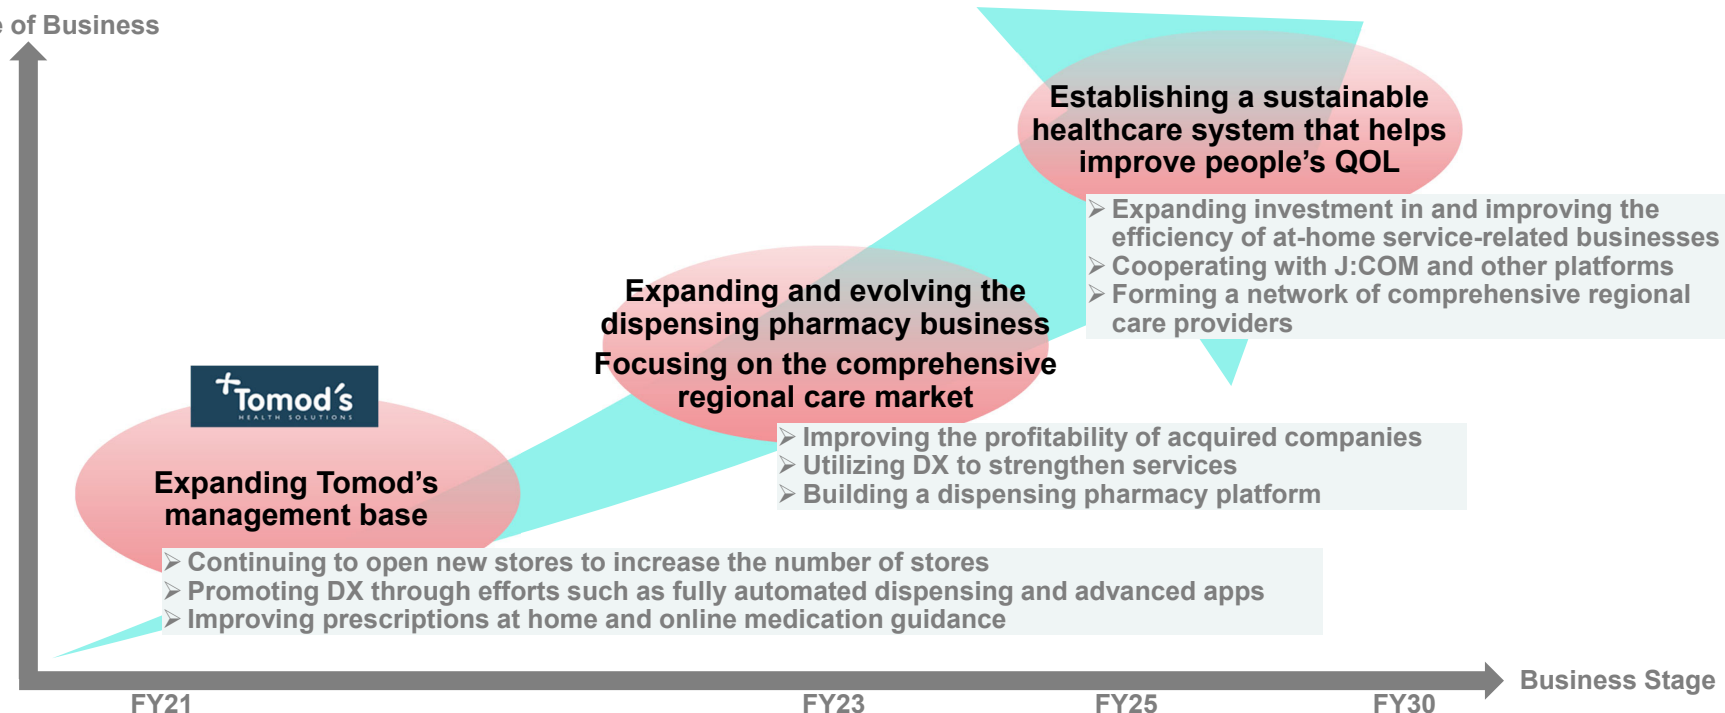 of Business
Establishing a sustainable
healthcare system that helps
improve people's QOL
➢ Expanding investment in and improving the
efficiency of at-home service-related businesses
➢ Cooperating with J:COM and other platforms
➢ Forming a network of comprehensive regional
care providers
Expanding and evolving the
dispensing pharmacy business
Focusing on the comprehensive
regional care market
➢ Improving the profitability of acquired companies
➢ Utilizing DX to strengthen services
➢ Building a dispensing pharmacy platform
Tomod's
HEALTH SOLUTIONS
Expanding Tomod's
management base
➢ Continuing to open new stores to increase the number of stores
➢ Promoting DX through efforts such as fully automated dispensing and advanced apps
➢ Improving prescriptions at home and online medication guidance
Business Stage
FY21
FY23
FY25
FY30